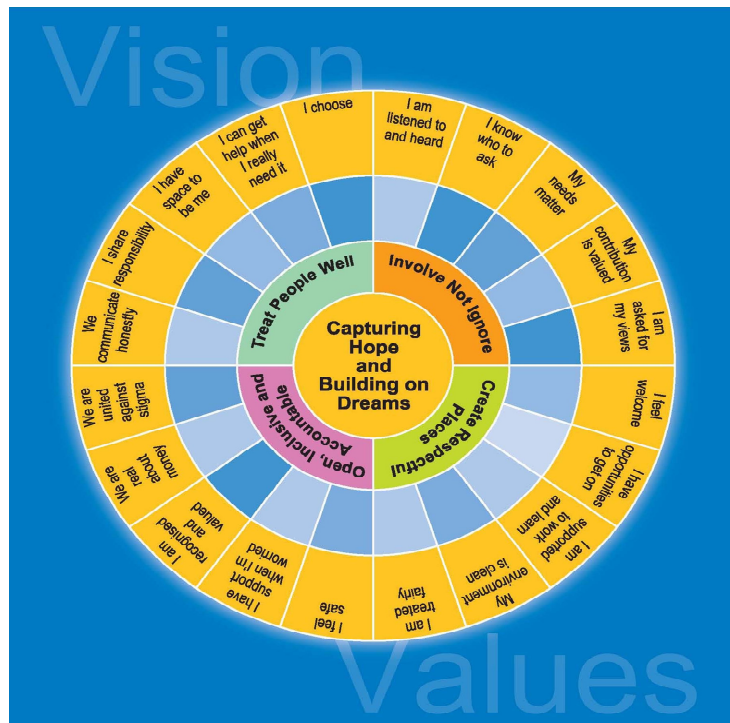 Vision
I choose
I am
listened to
and heard
I know
who to
ask
My
needs
matter
My
contribution
is valued
I am
asked for
my views
I feel
welcome
I have
opportunities
to get on
I am
supported
to work
and learn
My
environment
is clean
I am
treated
fairly
I feel
safe
I have
support
when I'm
worried
I am
recognised
and
valued
We are
real
about
money
We are
united
against
stigma
We
communicate
honestly
I share
responsibility
I have
space to
be me
I can get
help when
I really
need it
Treat People Well
Involve Not Ignore
Create Respectful
Places
Open, Inclusive and
Accountable
Capturing
Hope
and
Building on
Dreams
Values